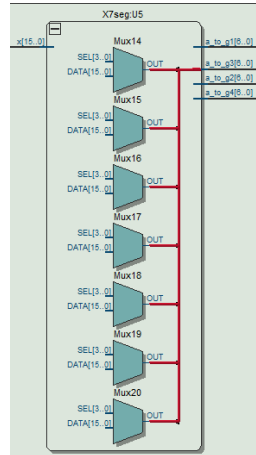 X7seg:U5
x[15..0]
a_to_g1[6..0]
a_to_g3[6..0]
a_to_g2[6..0]
a_to_g4[6..0]
Mux14
SEL[3..0]
DATA[15..0]
OUT
Mux15
SEL[3..0]
DATA[15..0]
OUT
Mux16
SEL[3..0]
DATA[15..0]
OUT
Mux17
SEL[3..0]
DATA[15..0]
OUT
Mux18
SEL[3..0]
DATA[15..0]
OUT
Mux19
SEL[3..0]
DATA[15..0]
OUT
Mux20
SEL[3..0]
DATA[15..0]
OUT